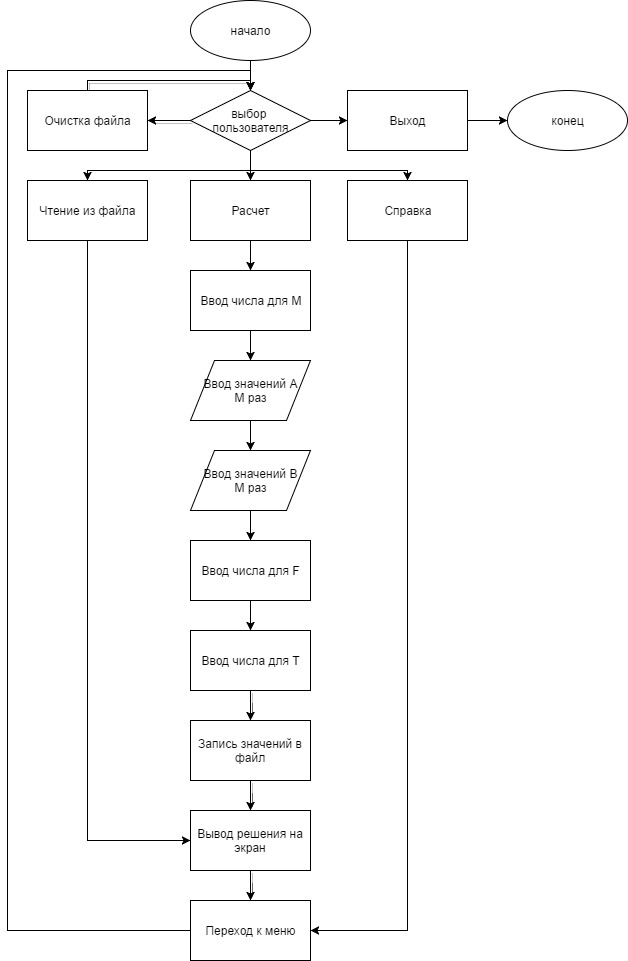 начало
Очистка файла
выбор
пользователя
Выход
конец
Чтение из файла
Расчет
Справка
Ввод числа для M
Ввод значений A
M раз
Ввод значений B
M раз
Ввод числа для F
Ввод числа для T
Запись значений в
файл
Вывод решения на
экран
Переход к меню